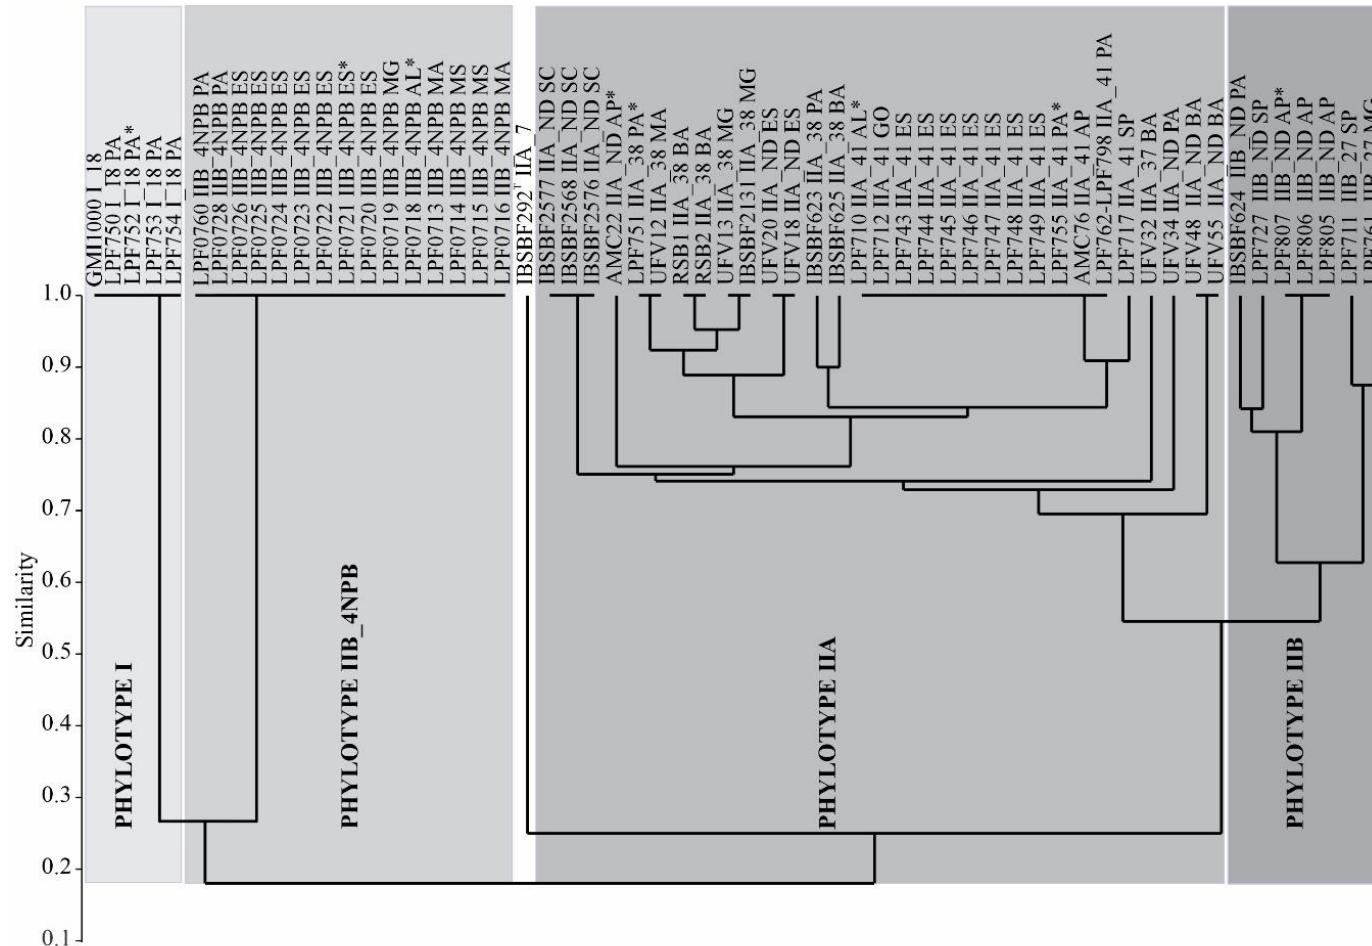 GMI1000 I_18
LPF750 I_18 PA
LPF752 I_18 PA*
LPF753 I_18 PA
LPF754 I_18 PA
LPF0760 IIB_4NPB PA
LPF0728 IIB_4NPB PA
LPF0726 IIB_4NPB ES
LPF0725 IIB_4NPB ES
LPF0724 IIB_4NPB ES
LPF0723 IIB_4NPB ES
LPF0722 IIB_4NPB ES
LPF0721 IIB_4NPB ES*
LPF0720 IIB_4NPB ES
LPF0719 IIB_4NPB MG
LPF0718 IIB_4NPB AL*
LPF0713 IIB_4NPB MA
LPF0714 IIB_4NPB MS
LPF0715 IIB_4NPB MS
LPF0716 IIB_4NPB MA
IBSBF292ᵀ IIA_7
IBSBF2577 IIA_ND SC
IBSBF2568 IIA_ND SC
IBSBF2576 IIA_ND SC
AMC22 IIA_ND AP*
LPF751 IIA_38 PA*
UFV12 IIA_38 MA
RSB1 IIA_38 BA
RSB2 IIA_38 BA
UFV13 IIA_38 MG
IBSBF2131 IIA_38 MG
UFV20 IIA_ND ES
UFV18 IIA_ND ES
IBSBF623 IIA_38 PA
IBSBF625 IIA_38 BA
LPF710 IIA_41 AL*
LPF712 IIA_41 GO
LPF743 IIA_41 ES
LPF744 IIA_41 ES
LPF745 IIA_41 ES
LPF746 IIA_41 ES
LPF747 IIA_41 ES
LPF748 IIA_41 ES
LPF749 IIA_41 ES
LPF755 IIA_41 PA*
AMC76 IIA_41 AP
LPF762-LPF798 IIA_41 PA
LPF717 IIA_41 SP
UFV32 IIA_37 BA
UFV34 IIA_ND PA
UFV48 IIA_ND BA
UFV55 IIA_ND BA
IBSBF624 IIB_ND PA
LPF727 IIB_ND SP
LPF807 IIB_ND AP*
LPF806 IIB_ND AP
LPF805 IIB_ND AP
LPF711 IIB_27 SP
1.0
0.9
0.8
0.7
0.6
0.5
0.4
0.3
0.2
0.1
Similarity
PHYLOTYPE I
PHYLOTYPE IIB_4NPB
PHYLOTYPE IIA
PHYLOTYPE IIB